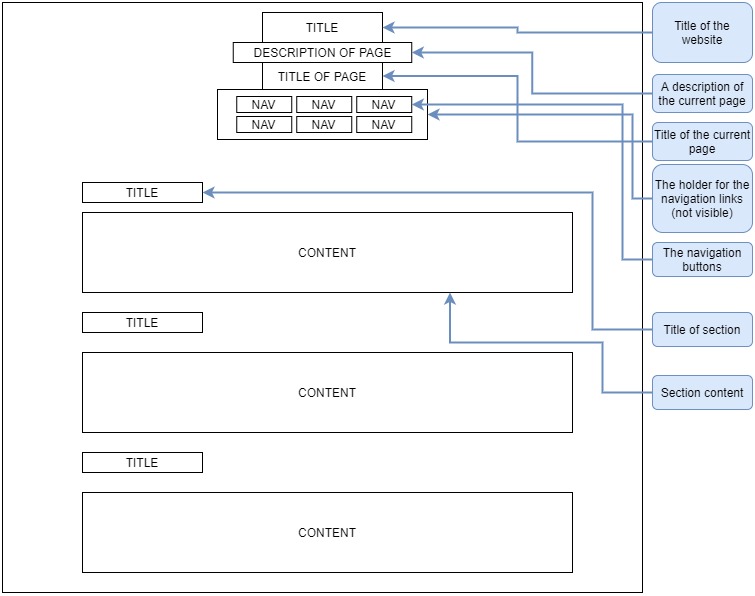 TITLE
DESCRIPTION OF PAGE
TITLE OF PAGE
NAV NAV NAV
NAV NAV NAV
TITLE
CONTENT
TITLE
CONTENT
TITLE
CONTENT
Title of the
website
A description of
the current page
Title of the current
page
The holder for the
navigation links
(not visible)
The navigation
buttons
Title of section
Section content